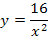 y = 16/x²